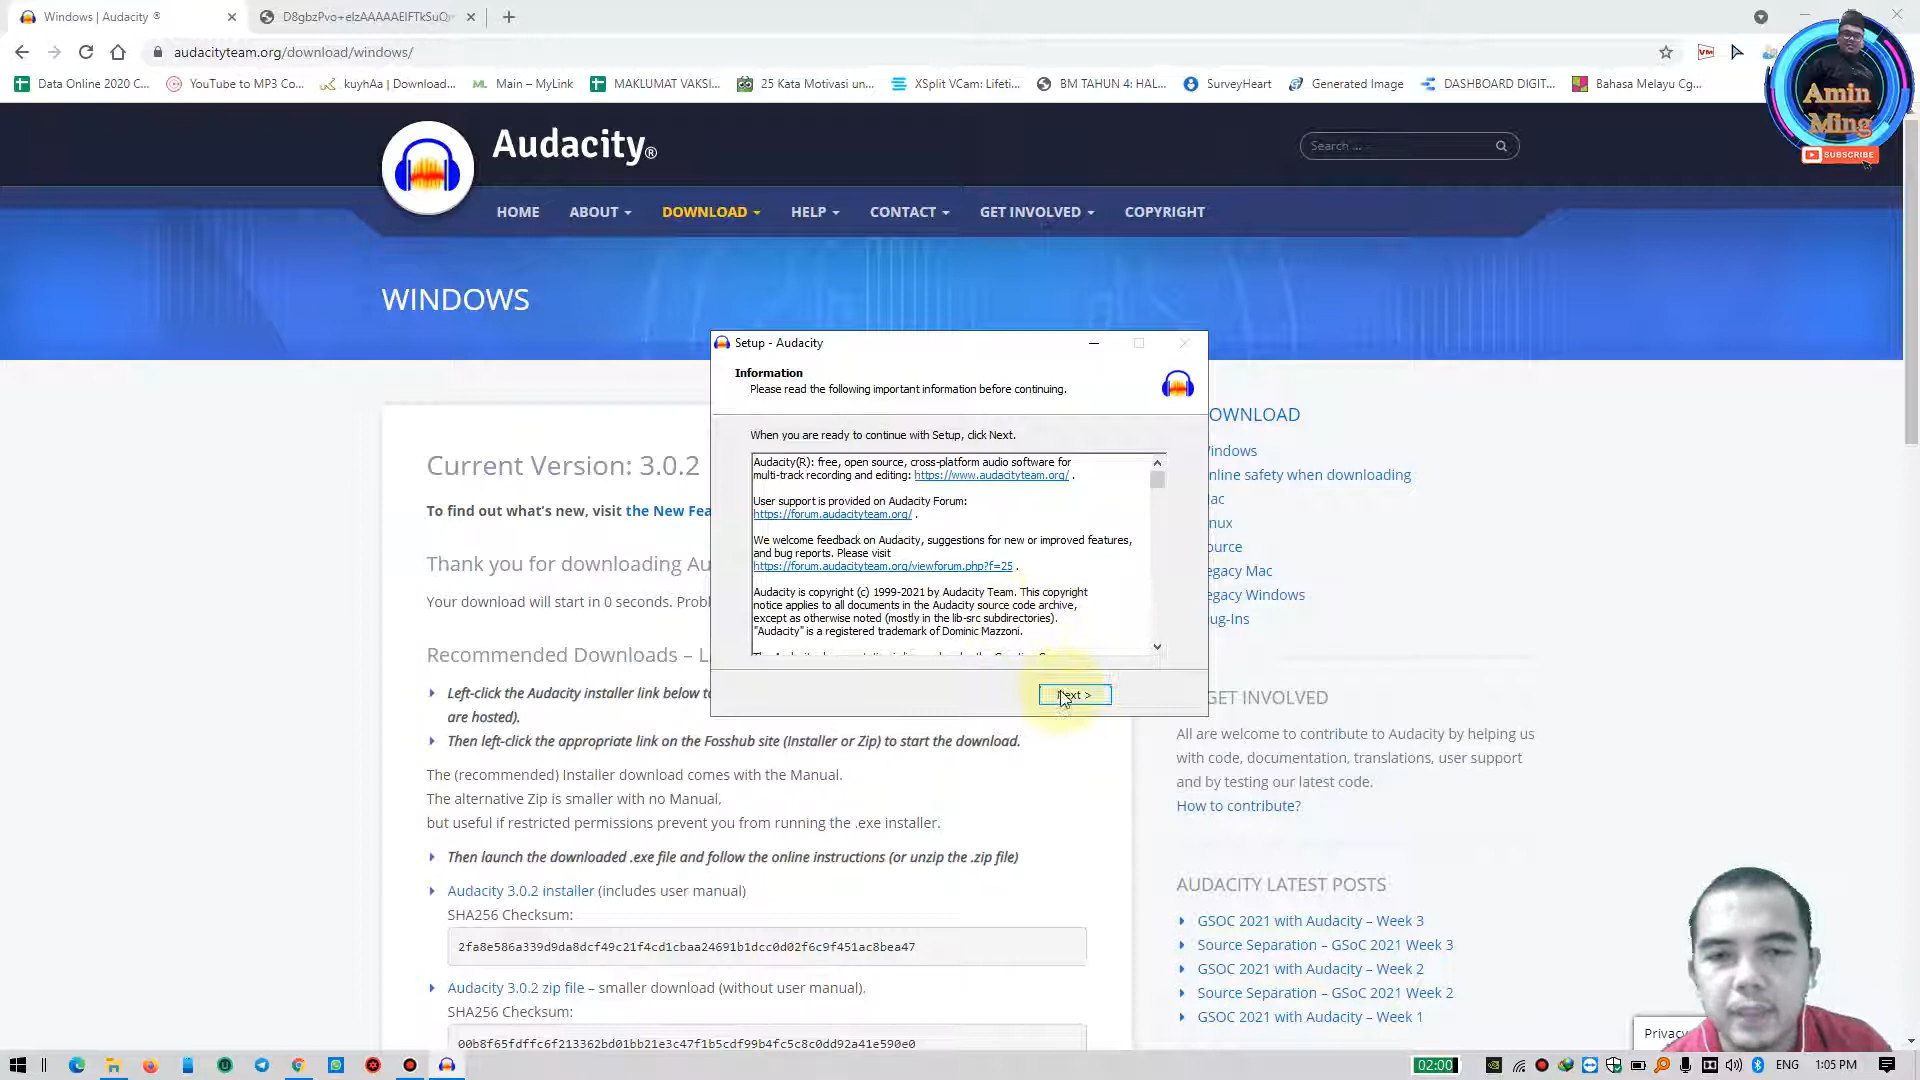 Windows | Audacity ®
D8gbzPvo+elzAAAAAElFTkSuQm
audacityteam.org/download/windows/
Data Online 2020 C...
YouTube to MP3 Co...
kuyhAa | Download...
Main – MyLink
MAKLUMAT VAKSI...
25 Kata Motivasi un...
XSplit VCam: Lifeti...
BM TAHUN 4: HAL...
SurveyHeart
Generated Image
DASHBOARD DIGIT...
Bahasa Melayu Cg...
Amin
Ming
SUBSCRIBE
Audacity®
Search ...
HOME
ABOUT
DOWNLOAD
HELP
CONTACT
GET INVOLVED
COPYRIGHT
WINDOWS
Setup - Audacity
Information
Please read the following important information before continuing.
When you are ready to continue with Setup, click Next.
Audacity(R): free, open source, cross-platform audio software for
multi-track recording and editing: https://www.audacityteam.org/ .
User support is provided on Audacity Forum:
https://forum.audacityteam.org/ .
We welcome feedback on Audacity, suggestions for new or improved features,
and bug reports. Please visit
https://forum.audacityteam.org/viewforum.php?f=25 .
Audacity is copyright (c) 1999-2021 by Audacity Team. This copyright
notice applies to all documents in the Audacity source code archive,
except as otherwise noted (mostly in the lib-src subdirectories).
"Audacity" is a registered trademark of Dominic Mazzoni.
Next >
Current Version: 3.0.2
To find out what's new, visit the New Fea
Thank you for downloading Au
Your download will start in 0 seconds. Probl
Recommended Downloads – L
Left-click the Audacity installer link below to
are hosted).
Then left-click the appropriate link on the Fosshub site (Installer or Zip) to start the download.
The (recommended) Installer download comes with the Manual.
The alternative Zip is smaller with no Manual,
but useful if restricted permissions prevent you from running the .exe installer.
Then launch the downloaded .exe file and follow the online instructions (or unzip the .zip file)
Audacity 3.0.2 installer (includes user manual)
SHA256 Checksum:
2fa8e586a339d9da8dcf49c21f4cd1cbaa24691b1dcc0d02f6c9f451ac8bea47
Audacity 3.0.2 zip file – smaller download (without user manual).
SHA256 Checksum:
00b8f65fdffc6f213362bd01bb21e3c47f1b5cdf99b4fc5c8c0dd92a41e590e0
OWNLOAD
indows
nline safety when downloading
ac
nux
ource
egacy Mac
egacy Windows
ug-Ins
GET INVOLVED
All are welcome to contribute to Audacity by helping us
with code, documentation, translations, user support
and by testing our latest code.
How to contribute?
AUDACITY LATEST POSTS
GSOC 2021 with Audacity – Week 3
Source Separation – GSoC 2021 Week 3
GSOC 2021 with Audacity – Week 2
Source Separation – GSoC 2021 Week 2
GSOC 2021 with Audacity – Week 1
Privacy
02:00
ENG
1:05 PM